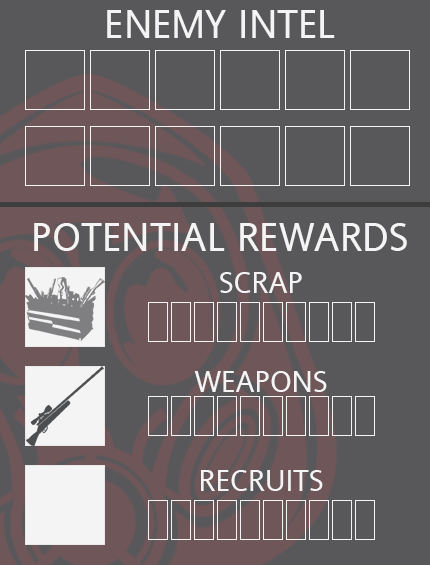 ENEMY INTEL
POTENTIAL REWARDS
SCRAP
WEAPONS
RECRUITS